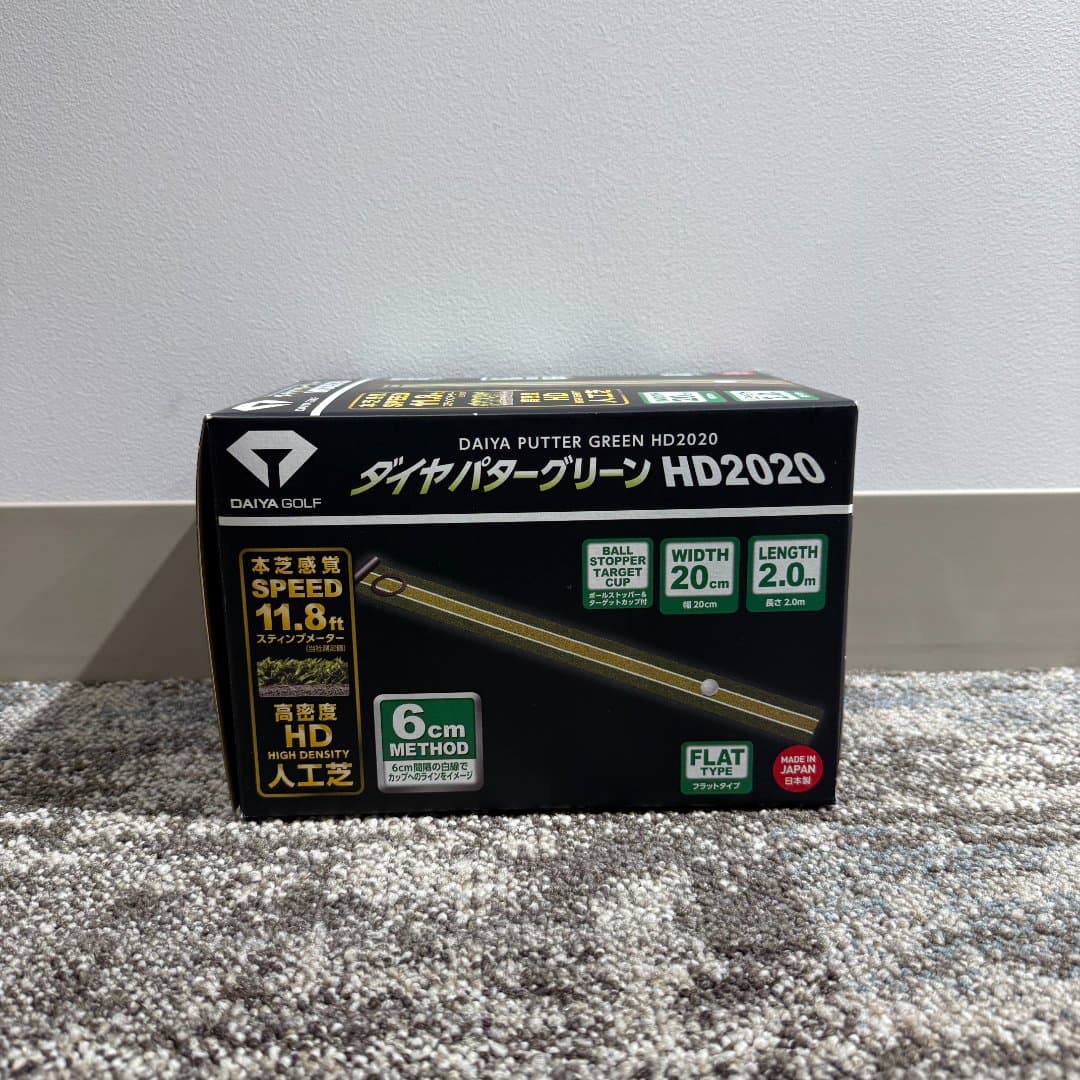 DAIYA GOLF
DAIYA PUTTER GREEN HD2020
ダイヤパターグリーン HD2020
本芝感覚
SPEED
11.8ft
スティンプメーター
(当社測定値)
高密度
HD
HIGH DENSITY
人工芝
6cm
METHOD
6cm間隔の白線で
カップへのラインをイメージ
BALL
STOPPER
TARGET
CUP
ボールストッパー&
ターゲットカップ付
WIDTH
20cm
幅 20cm
LENGTH
2.0m
長さ 2.0m
FLAT
TYPE
フラットタイプ
MADE IN
JAPAN
日本製